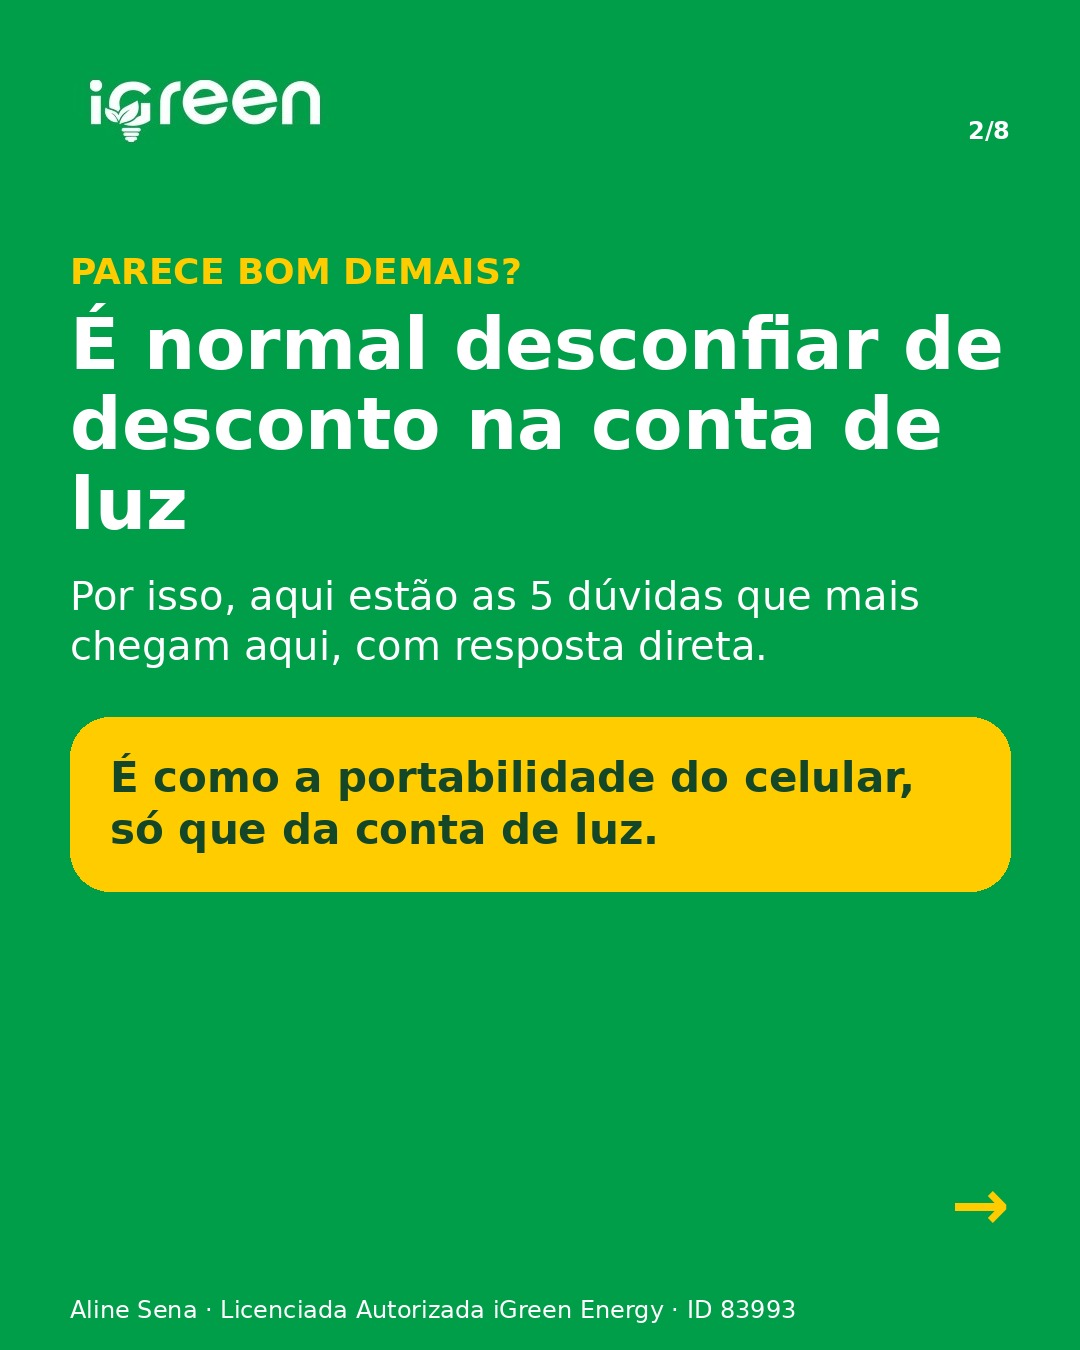 iGreen
2/8
PARECE BOM DEMAIS?
É normal desconfiar de
desconto na conta de
luz
Por isso, aqui estão as 5 dúvidas que mais
chegam aqui, com resposta direta.
É como a portabilidade do celular,
só que da conta de luz.
→
Aline Sena · Licenciada Autorizada iGreen Energy · ID 83993